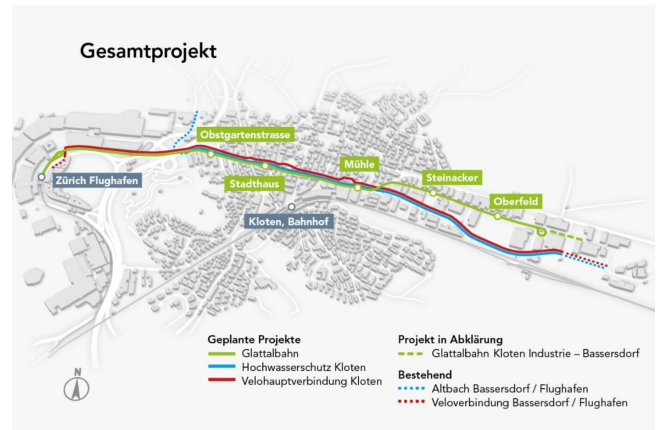 Gesamtprojekt
Obstgartenstrasse
Mühle
Zürich Flughafen
Stadthaus
Steinacker
Kloten, Bahnhof
Oberfeld
Geplante Projekte
Glattalbahn
Hochwasserschutz Kloten
Velohauptverbindung Kloten
Projekt in Abklärung
Glattalbahn Kloten Industrie – Bassersdorf
Bestehend
Altbach Bassersdorf / Flughafen
Veloverbindung Bassersdorf / Flughafen
N